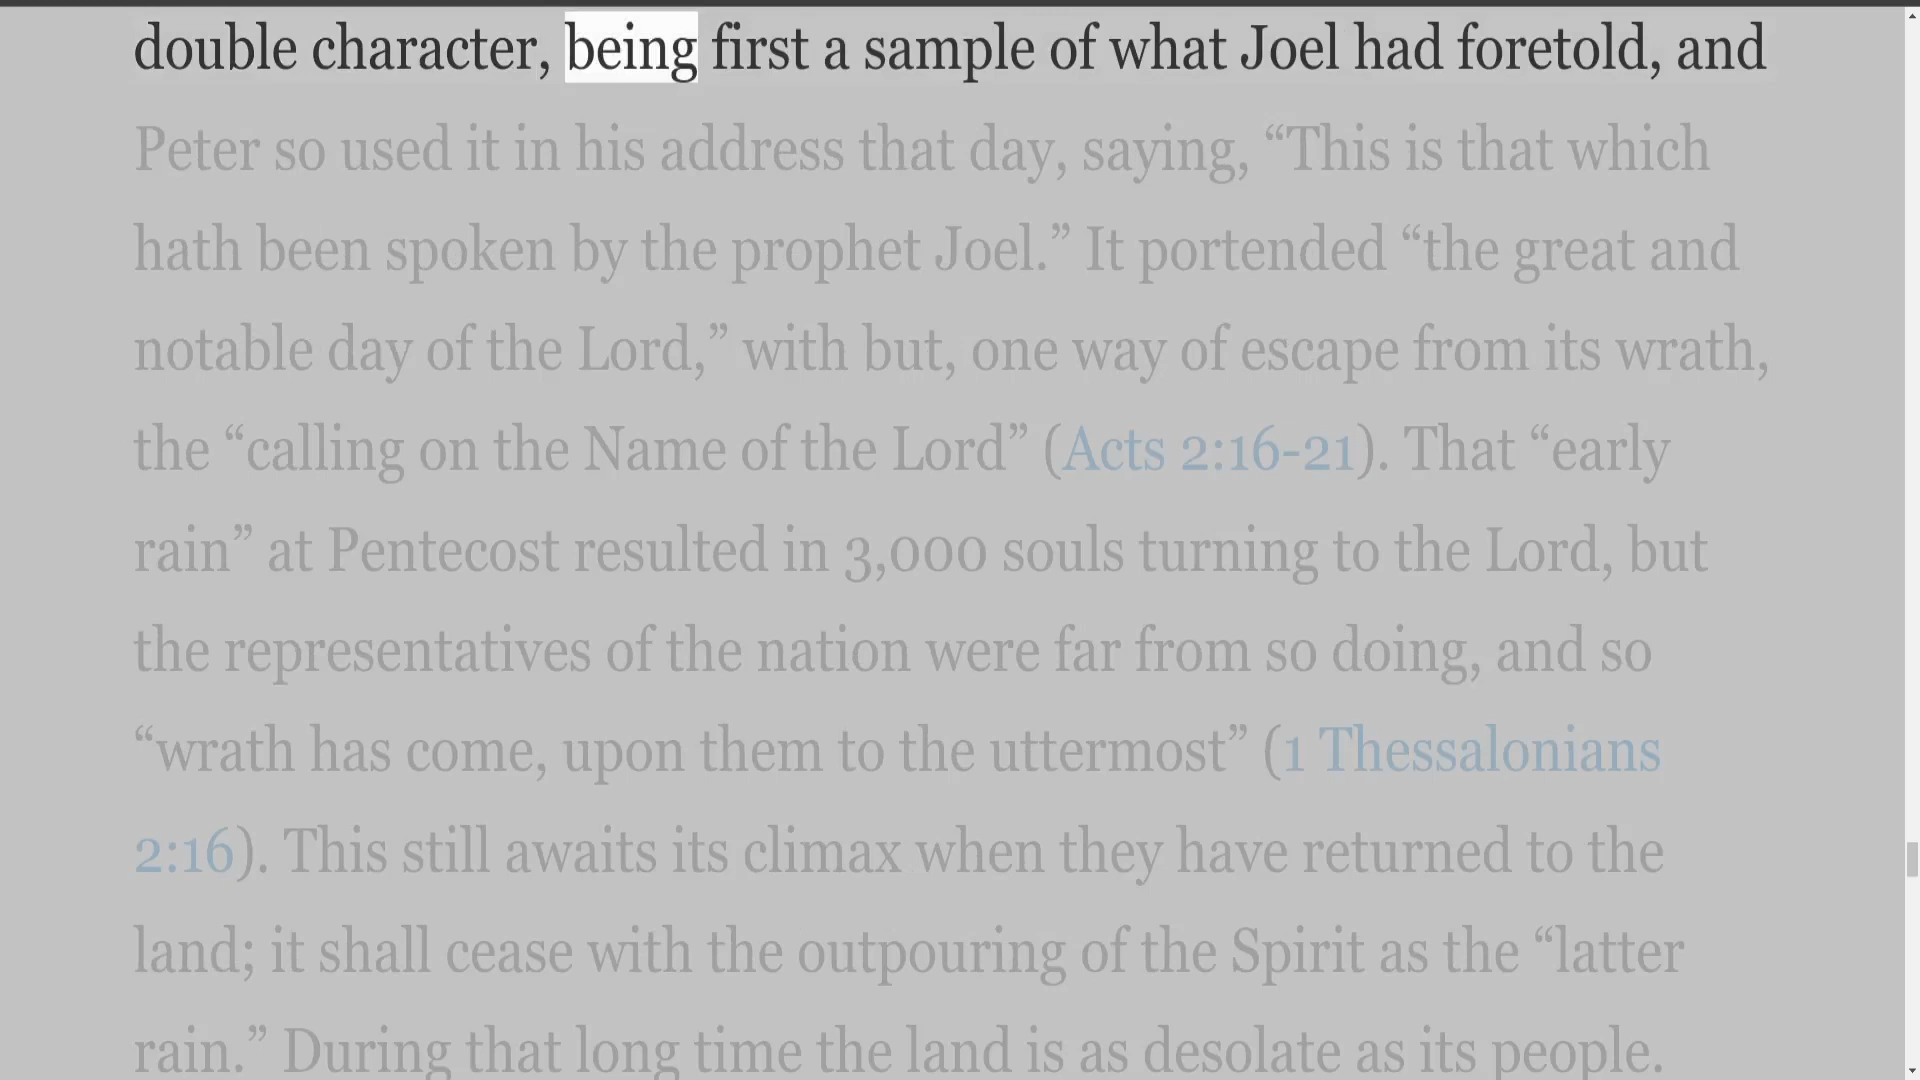 double character, being first a sample of what Joel had foretold, and
Peter so used it in his address that day, saying, “This is that which
hath been spoken by the prophet Joel.” It portended “the great and
notable day of the Lord,” with but, one way of escape from its wrath,
the “calling on the Name of the Lord” (Acts 2:16-21). That “early
rain” at Pentecost resulted in 3,000 souls turning to the Lord, but
the representatives of the nation were far from so doing, and so
“wrath has come, upon them to the uttermost” (1 Thessalonians
2:16). This still awaits its climax when they have returned to the
land; it shall cease with the outpouring of the Spirit as the “latter
rain.” During that long time the land is as desolate as its people.